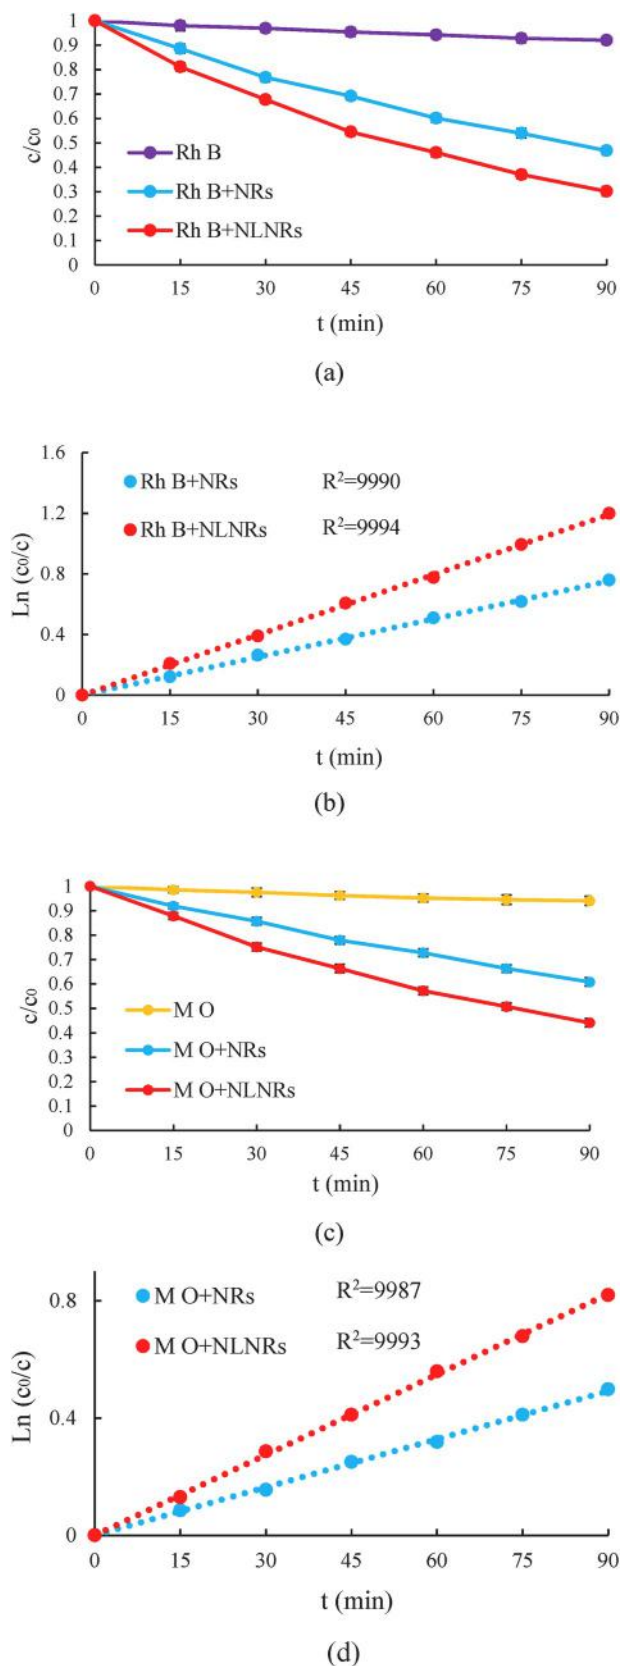 1
0.9
0.8
0.7
0.6
0.5
0.4
0.3
0.2
0.1
0
c/c₀
Rh B
Rh B+NRs
Rh B+NLNRs
0 15 30 45 60 75 90
t (min)
(a)
1.6
1.2
0.8
0.4
0
Ln (c₀/c)
Rh B+NRs R²=9990
Rh B+NLNRs R²=9994
0 15 30 45 60 75 90
t (min)
(b)
1
0.9
0.8
0.7
0.6
0.5
0.4
0.3
0.2
0.1
0
c/c₀
M O
M O+NRs
M O+NLNRs
0 15 30 45 60 75 90
t (min)
(c)
0.8
0.4
0
Ln (c₀/c)
M O+NRs R²=9987
M O+NLNRs R²=9993
0 15 30 45 60 75 90
t (min)
(d)